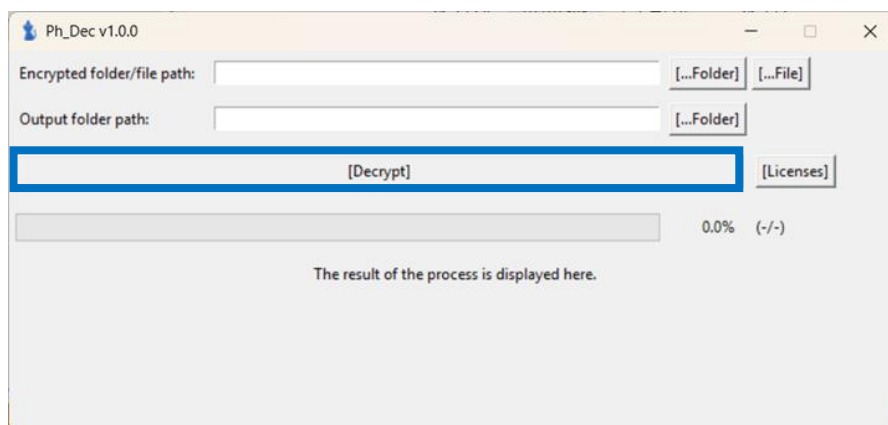 Ph_Dec v1.0.0
Encrypted folder/file path: [...Folder] [...File]
Output folder path: [...Folder]
[Decrypt] [Licenses]
0.0% (-/-)
The result of the process is displayed here.